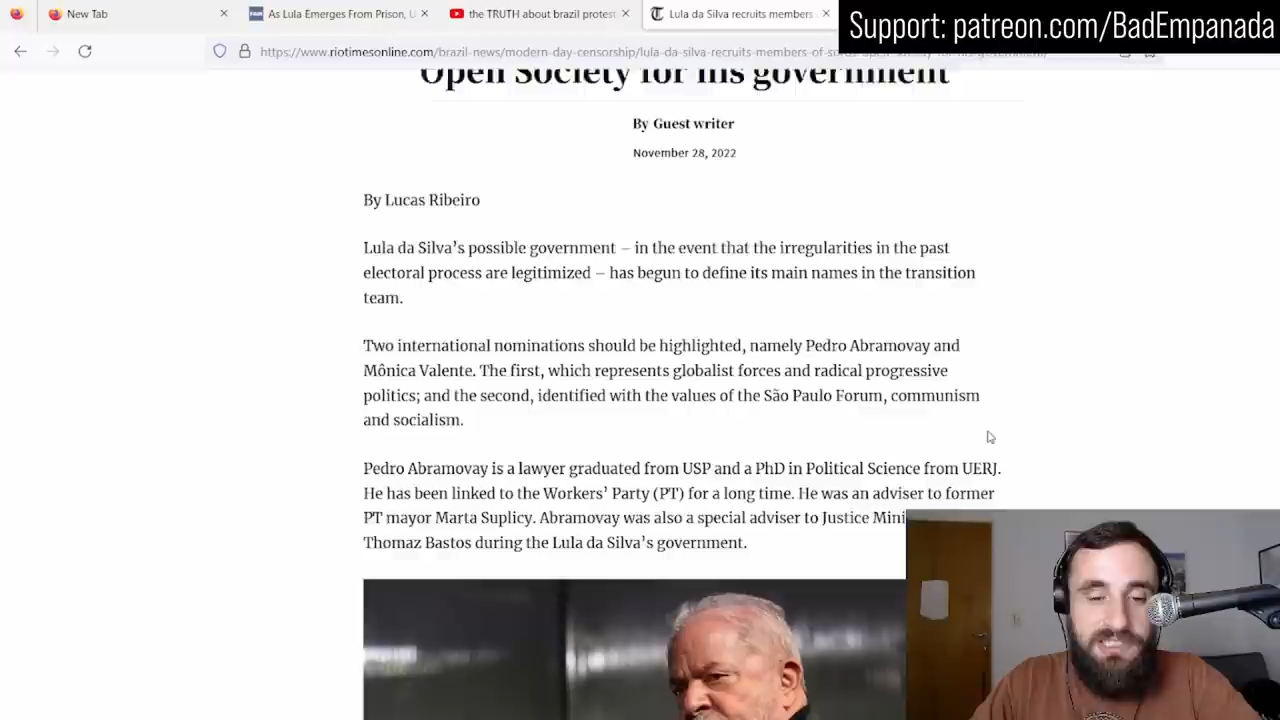 New Tab
As Lula Emerges From Prison, U
the TRUTH about brazil protest
Lula da Silva recruits members
Support: patreon.com/BadEmpanada
https://www.riotimesonline.com/brazil-news/modern-day-censorship/lula-da-silva-recruits-members-of-soros-open-society-for-his-government/
Open Society for his government
By Guest writer
November 28, 2022
By Lucas Ribeiro
Lula da Silva’s possible government – in the event that the irregularities in the past
electoral process are legitimized – has begun to define its main names in the transition
team.
Two international nominations should be highlighted, namely Pedro Abramovay and
Mônica Valente. The first, which represents globalist forces and radical progressive
politics; and the second, identified with the values of the São Paulo Forum, communism
and socialism.
Pedro Abramovay is a lawyer graduated from USP and a PhD in Political Science from UERJ.
He has been linked to the Workers’ Party (PT) for a long time. He was an adviser to former
PT mayor Marta Suplicy. Abramovay was also a special adviser to Justice Mini
Thomaz Bastos during the Lula da Silva’s government.